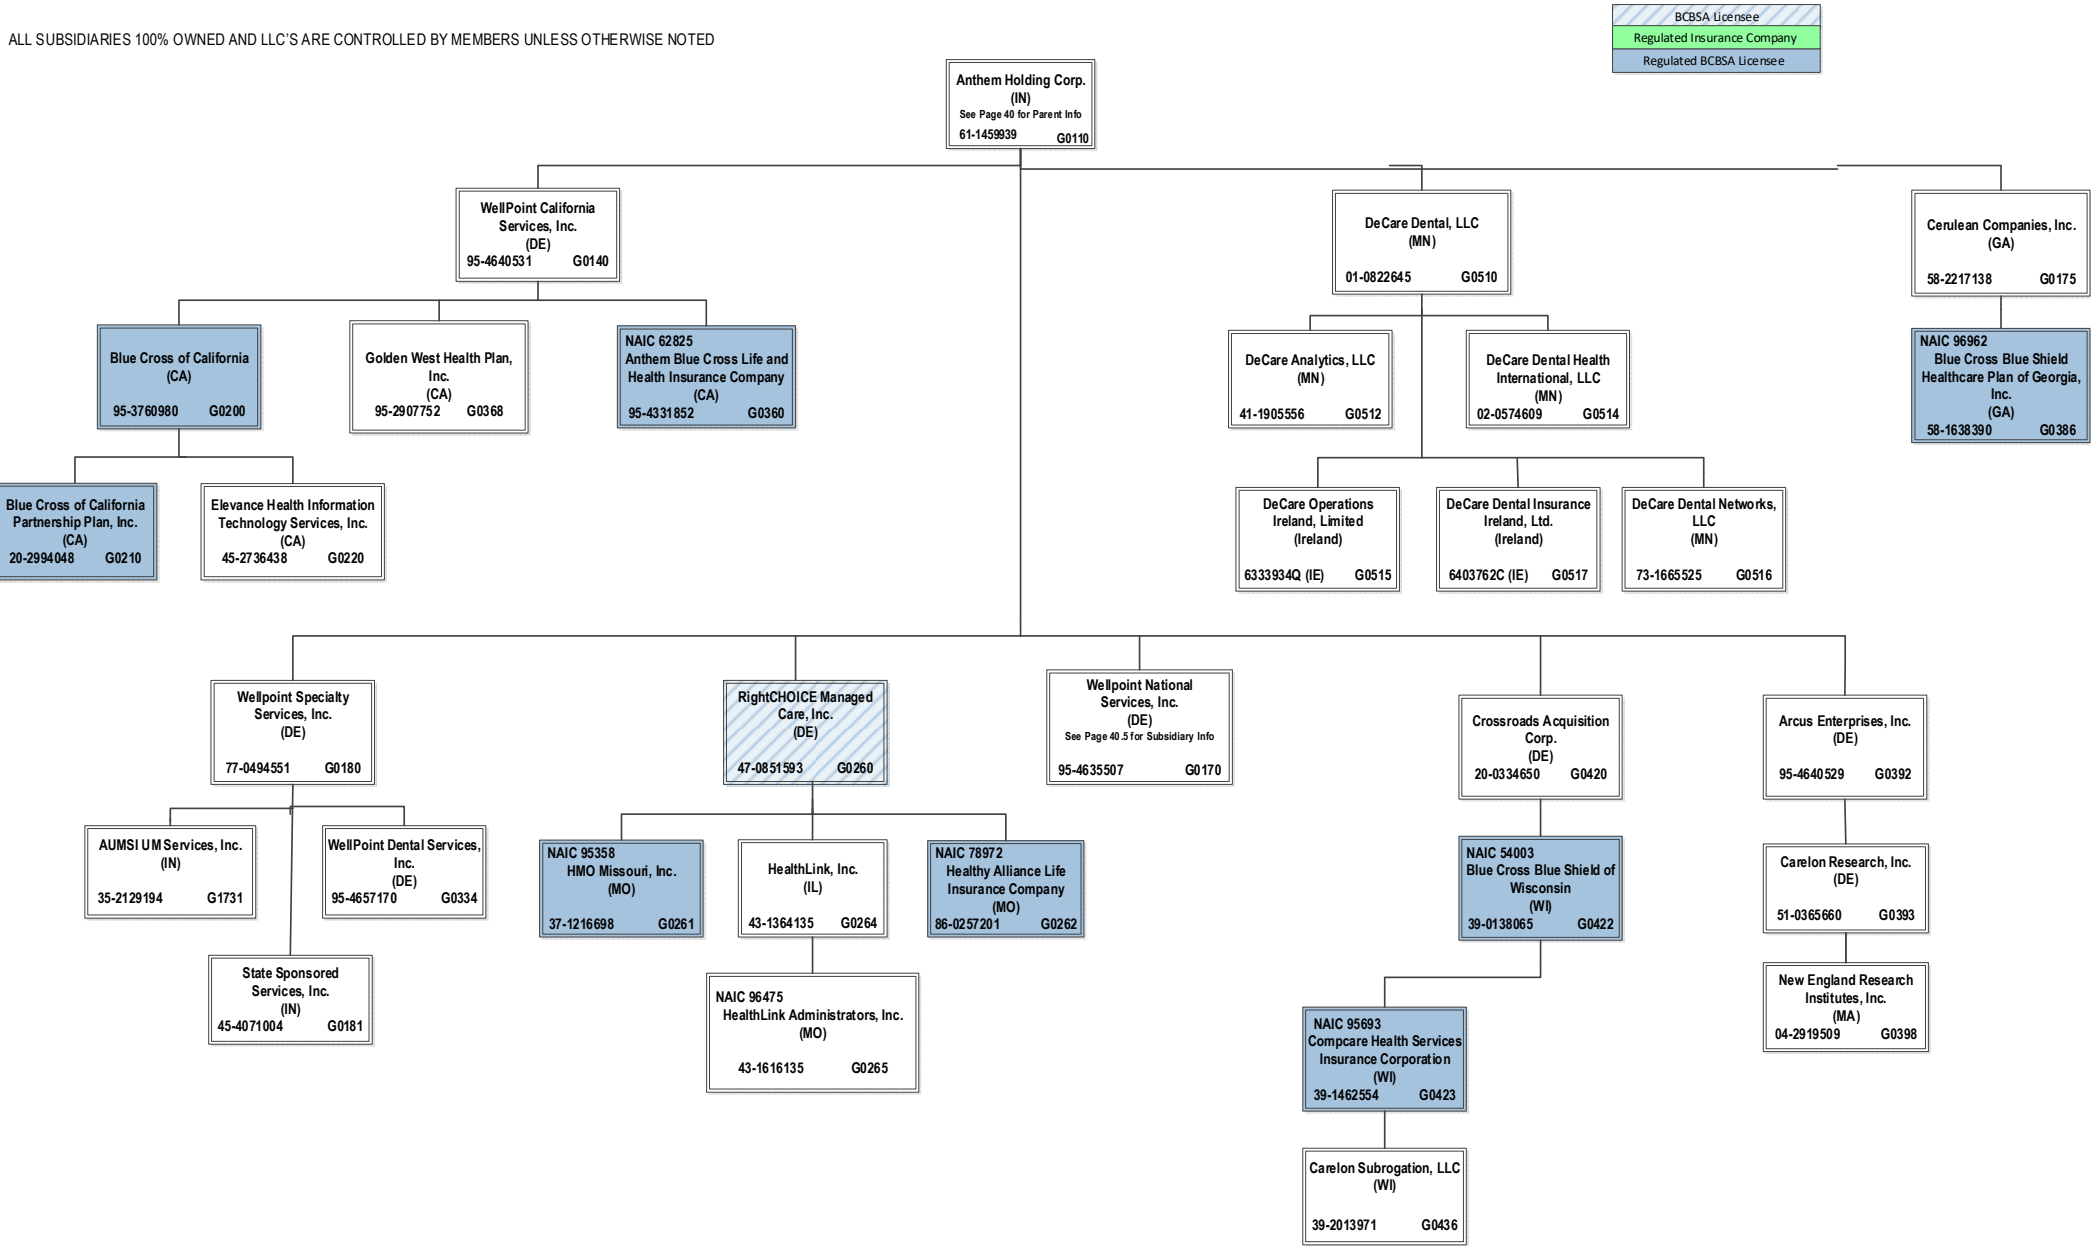 ALL SUBSIDIARIES 100% OWNED AND LLC'S ARE CONTROLLED BY MEMBERS UNLESS OTHERWISE NOTED
BCBSA Licensee
Regulated Insurance Company
Regulated BCBSA Licensee
Anthem Holding Corp.
(IN)
See Page 40 for Parent Info
61-1459939 G0110
WellPoint California
Services, Inc.
(DE)
95-4640531 G0140
DeCare Dental, LLC
(MN)
01-0822645 G0510
Cerulean Companies, Inc.
(GA)
58-2217138 G0175
Blue Cross of California
(CA)
95-3760980 G0200
Golden West Health Plan,
Inc.
(CA)
95-2907752 G0368
NAIC 62825
Anthem Blue Cross Life and
Health Insurance Company
(CA)
95-4331852 G0360
DeCare Analytics, LLC
(MN)
41-1905556 G0512
DeCare Dental Health
International, LLC
(MN)
02-0574609 G0514
NAIC 96962
Blue Cross Blue Shield
Healthcare Plan of Georgia,
Inc.
(GA)
58-1638390 G0386
Blue Cross of California
Partnership Plan, Inc.
(CA)
20-2994048 G0210
Elevance Health Information
Technology Services, Inc.
(CA)
45-2736438 G0220
DeCare Operations
Ireland, Limited
(Ireland)
6333934Q (IE) G0515
DeCare Dental Insurance
Ireland, Ltd.
(Ireland)
6403762C (IE) G0517
DeCare Dental Networks,
LLC
(MN)
73-1665525 G0516
Wellpoint Specialty
Services, Inc.
(DE)
77-0494551 G0180
RightCHOICE Managed
Care, Inc.
(DE)
47-0851593 G0260
Wellpoint National
Services, Inc.
(DE)
See Page 40.5 for Subsidiary Info
95-4635507 G0170
Crossroads Acquisition
Corp.
(DE)
20-0334650 G0420
Arcus Enterprises, Inc.
(DE)
95-4640529 G0392
AUMSI UM Services, Inc.
(IN)
35-2129194 G1731
WellPoint Dental Services,
Inc.
(DE)
95-4657170 G0334
NAIC 95358
HMO Missouri, Inc.
(MO)
37-1216698 G0261
HealthLink, Inc.
(IL)
43-1364135 G0264
NAIC 78972
Healthy Alliance Life
Insurance Company
(MO)
86-0257201 G0262
NAIC 54003
Blue Cross Blue Shield of
Wisconsin
(WI)
39-0138065 G0422
Carelon Research, Inc.
(DE)
51-0365660 G0393
State Sponsored
Services, Inc.
(IN)
45-4071004 G0181
NAIC 96475
HealthLink Administrators, Inc.
(MO)
43-1616135 G0265
New England Research
Institutes, Inc.
(MA)
04-2919509 G0398
NAIC 95693
Compcare Health Services
Insurance Corporation
(WI)
39-1462554 G0423
Carelon Subrogation, LLC
(WI)
39-2013971 G0436